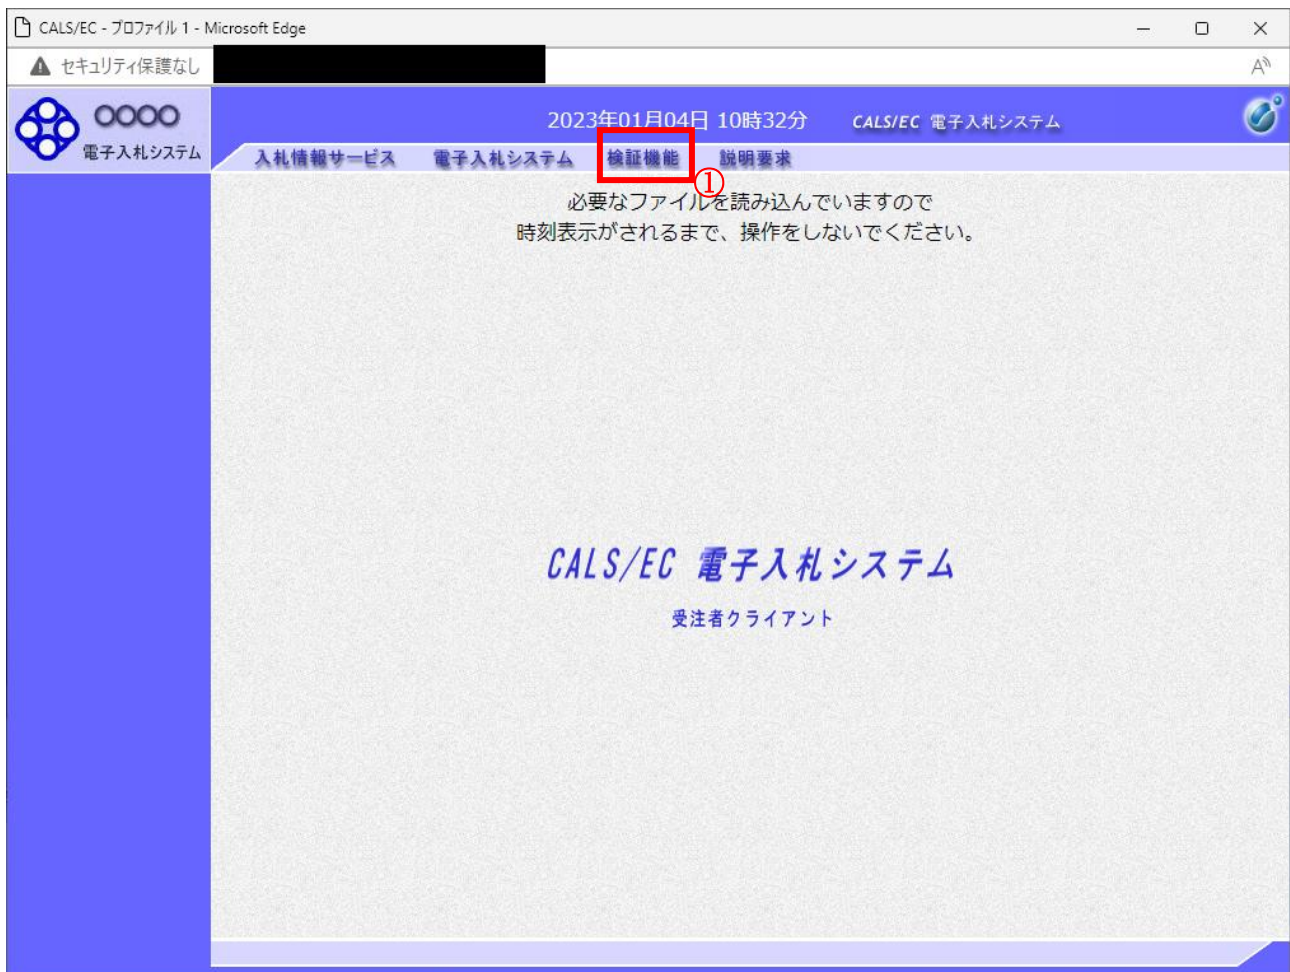 CALS/EC - プロファイル 1 - Microsoft Edge
セキュリティ保護なし
OOOO
電子入札システム
2023年01月04日 10時32分 CALS/EC 電子入札システム
入札情報サービス 電子入札システム 検証機能 説明要求
①
必要なファイルを読み込んでいますので
時刻表示がされるまで、操作をしないでください。
CALS/EC 電子入札システム
受注者クライアント